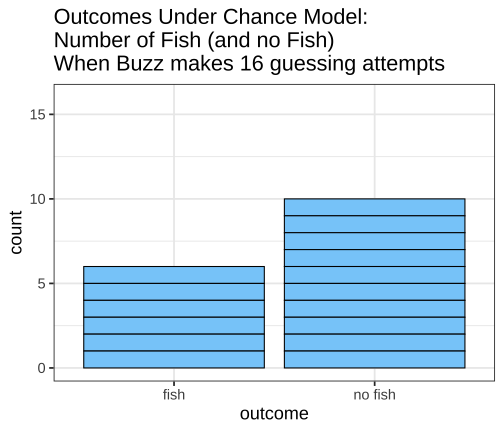 Outcomes Under Chance Model:
Number of Fish (and no Fish)
When Buzz makes 16 guessing attempts
15
10
5
0
count
fish
no fish
outcome